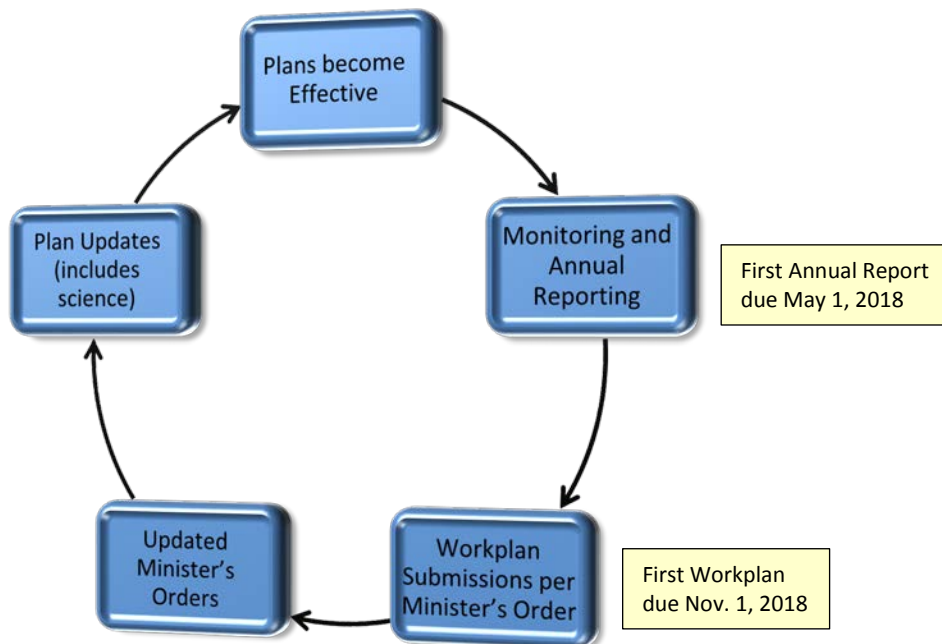 Plans become
Effective
Monitoring and
Annual
Reporting
First Annual Report
due May 1, 2018
Workplan
Submissions per
Minister's Order
First Workplan
due Nov. 1, 2018
Updated
Minister's
Orders
Plan Updates
(includes
science)